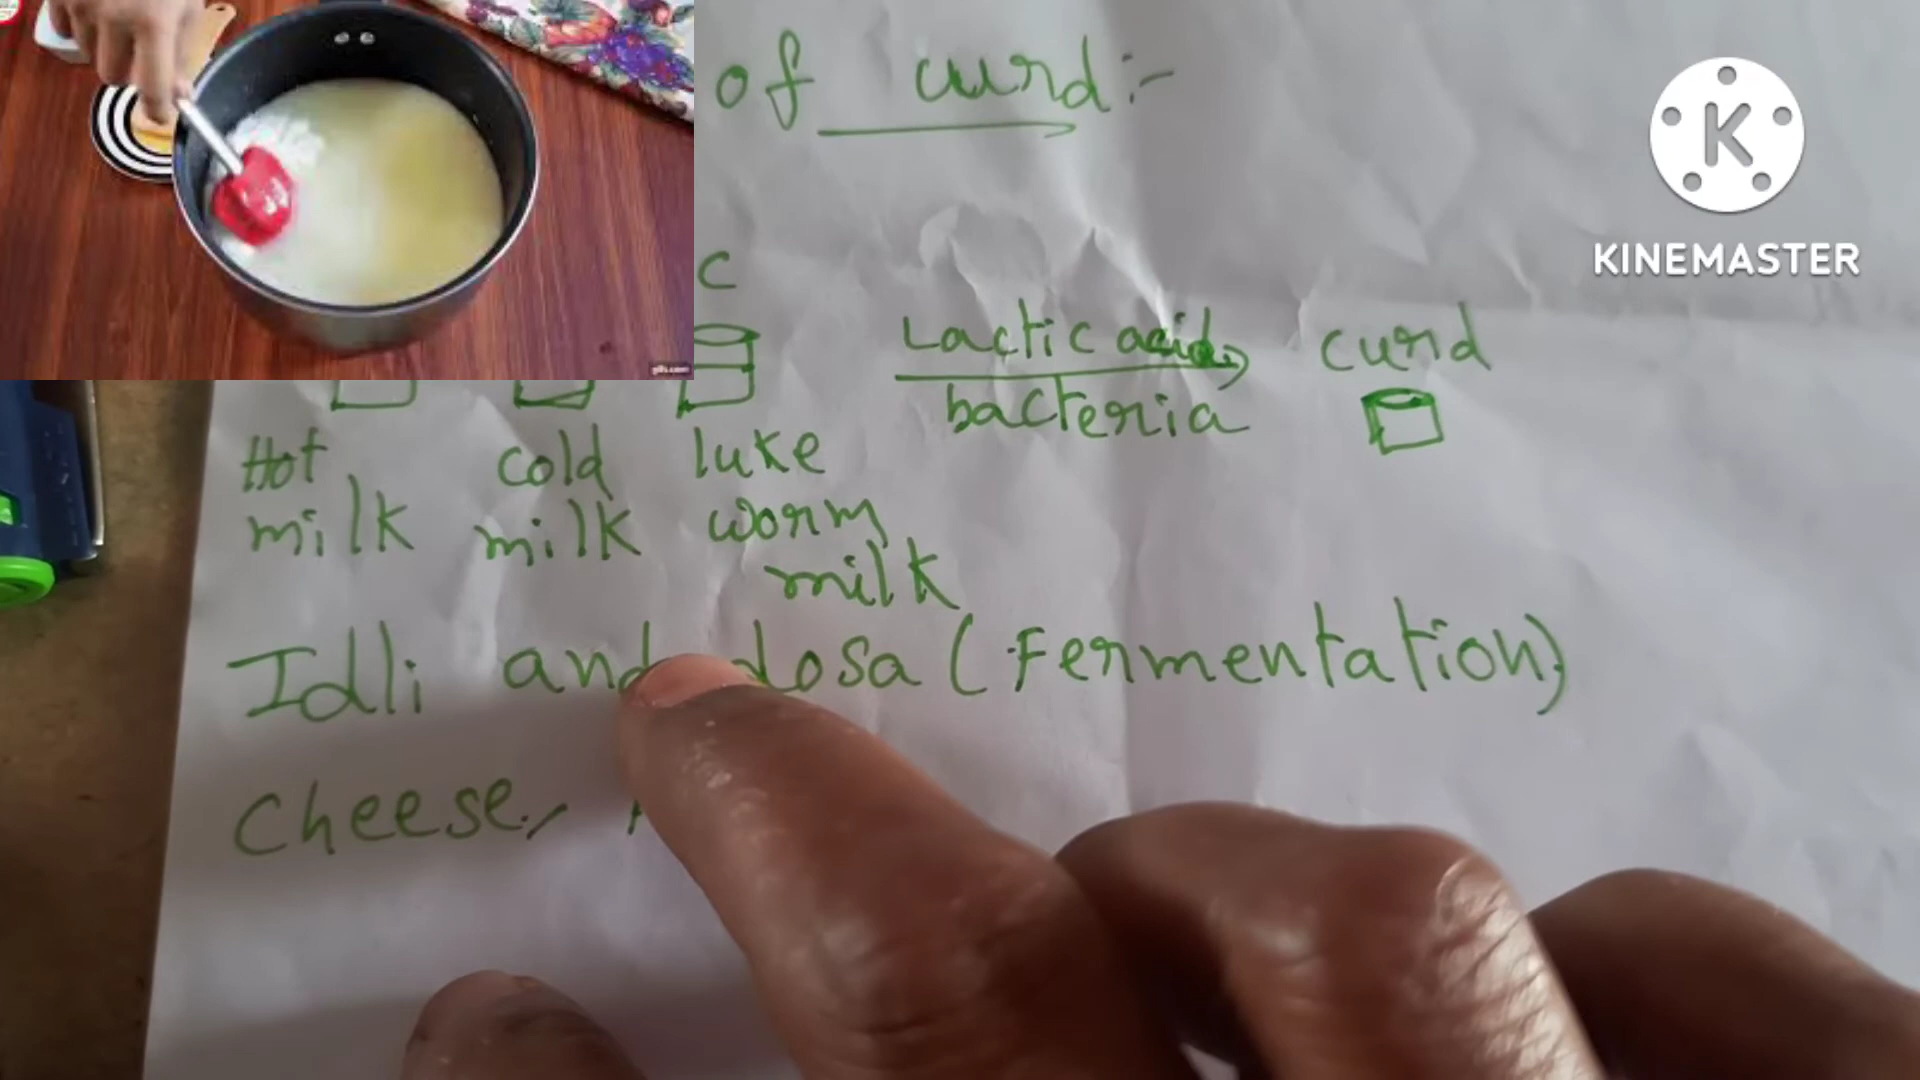 of curd:-
KINEMASTER
C
Lactic acid
bacteria
curd
Hot cold luke
milk milk worm
milk
Idli and dosa (Fermentation)
Cheese,